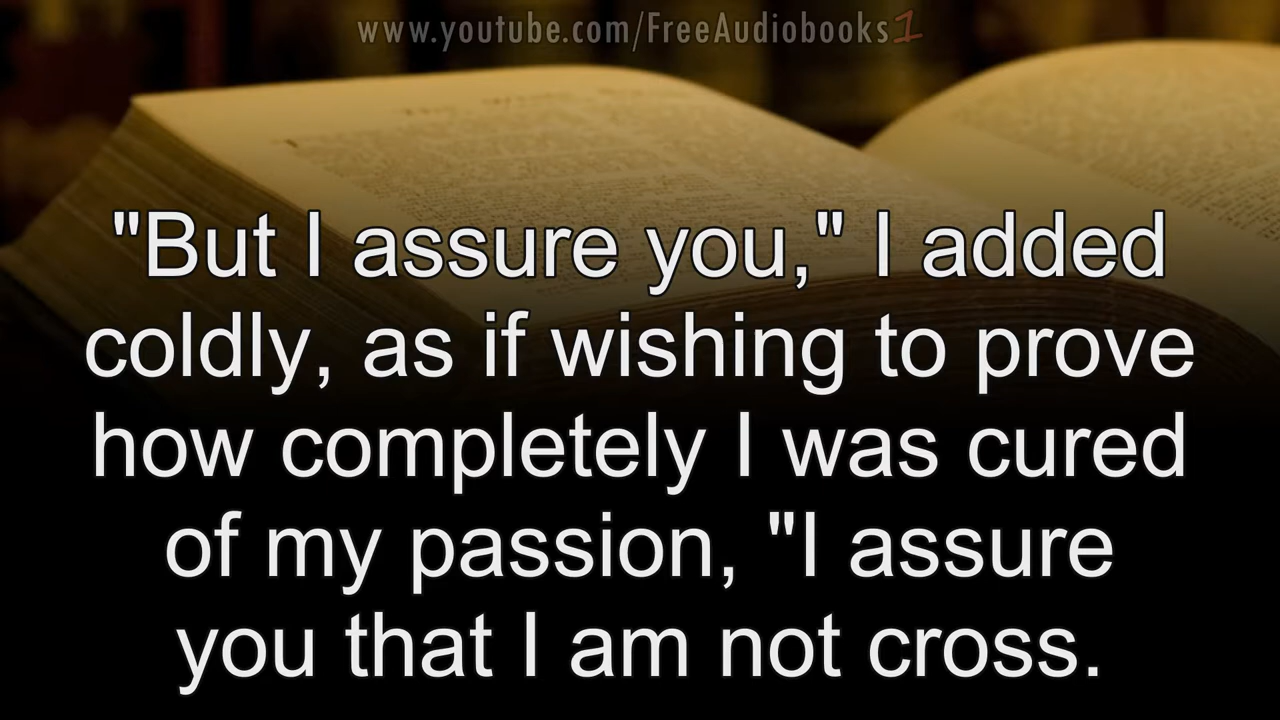 www.youtube.com/FreeAudiobooks1
"But I assure you," I added
coldly, as if wishing to prove
how completely I was cured
of my passion, "I assure
you that I am not cross.